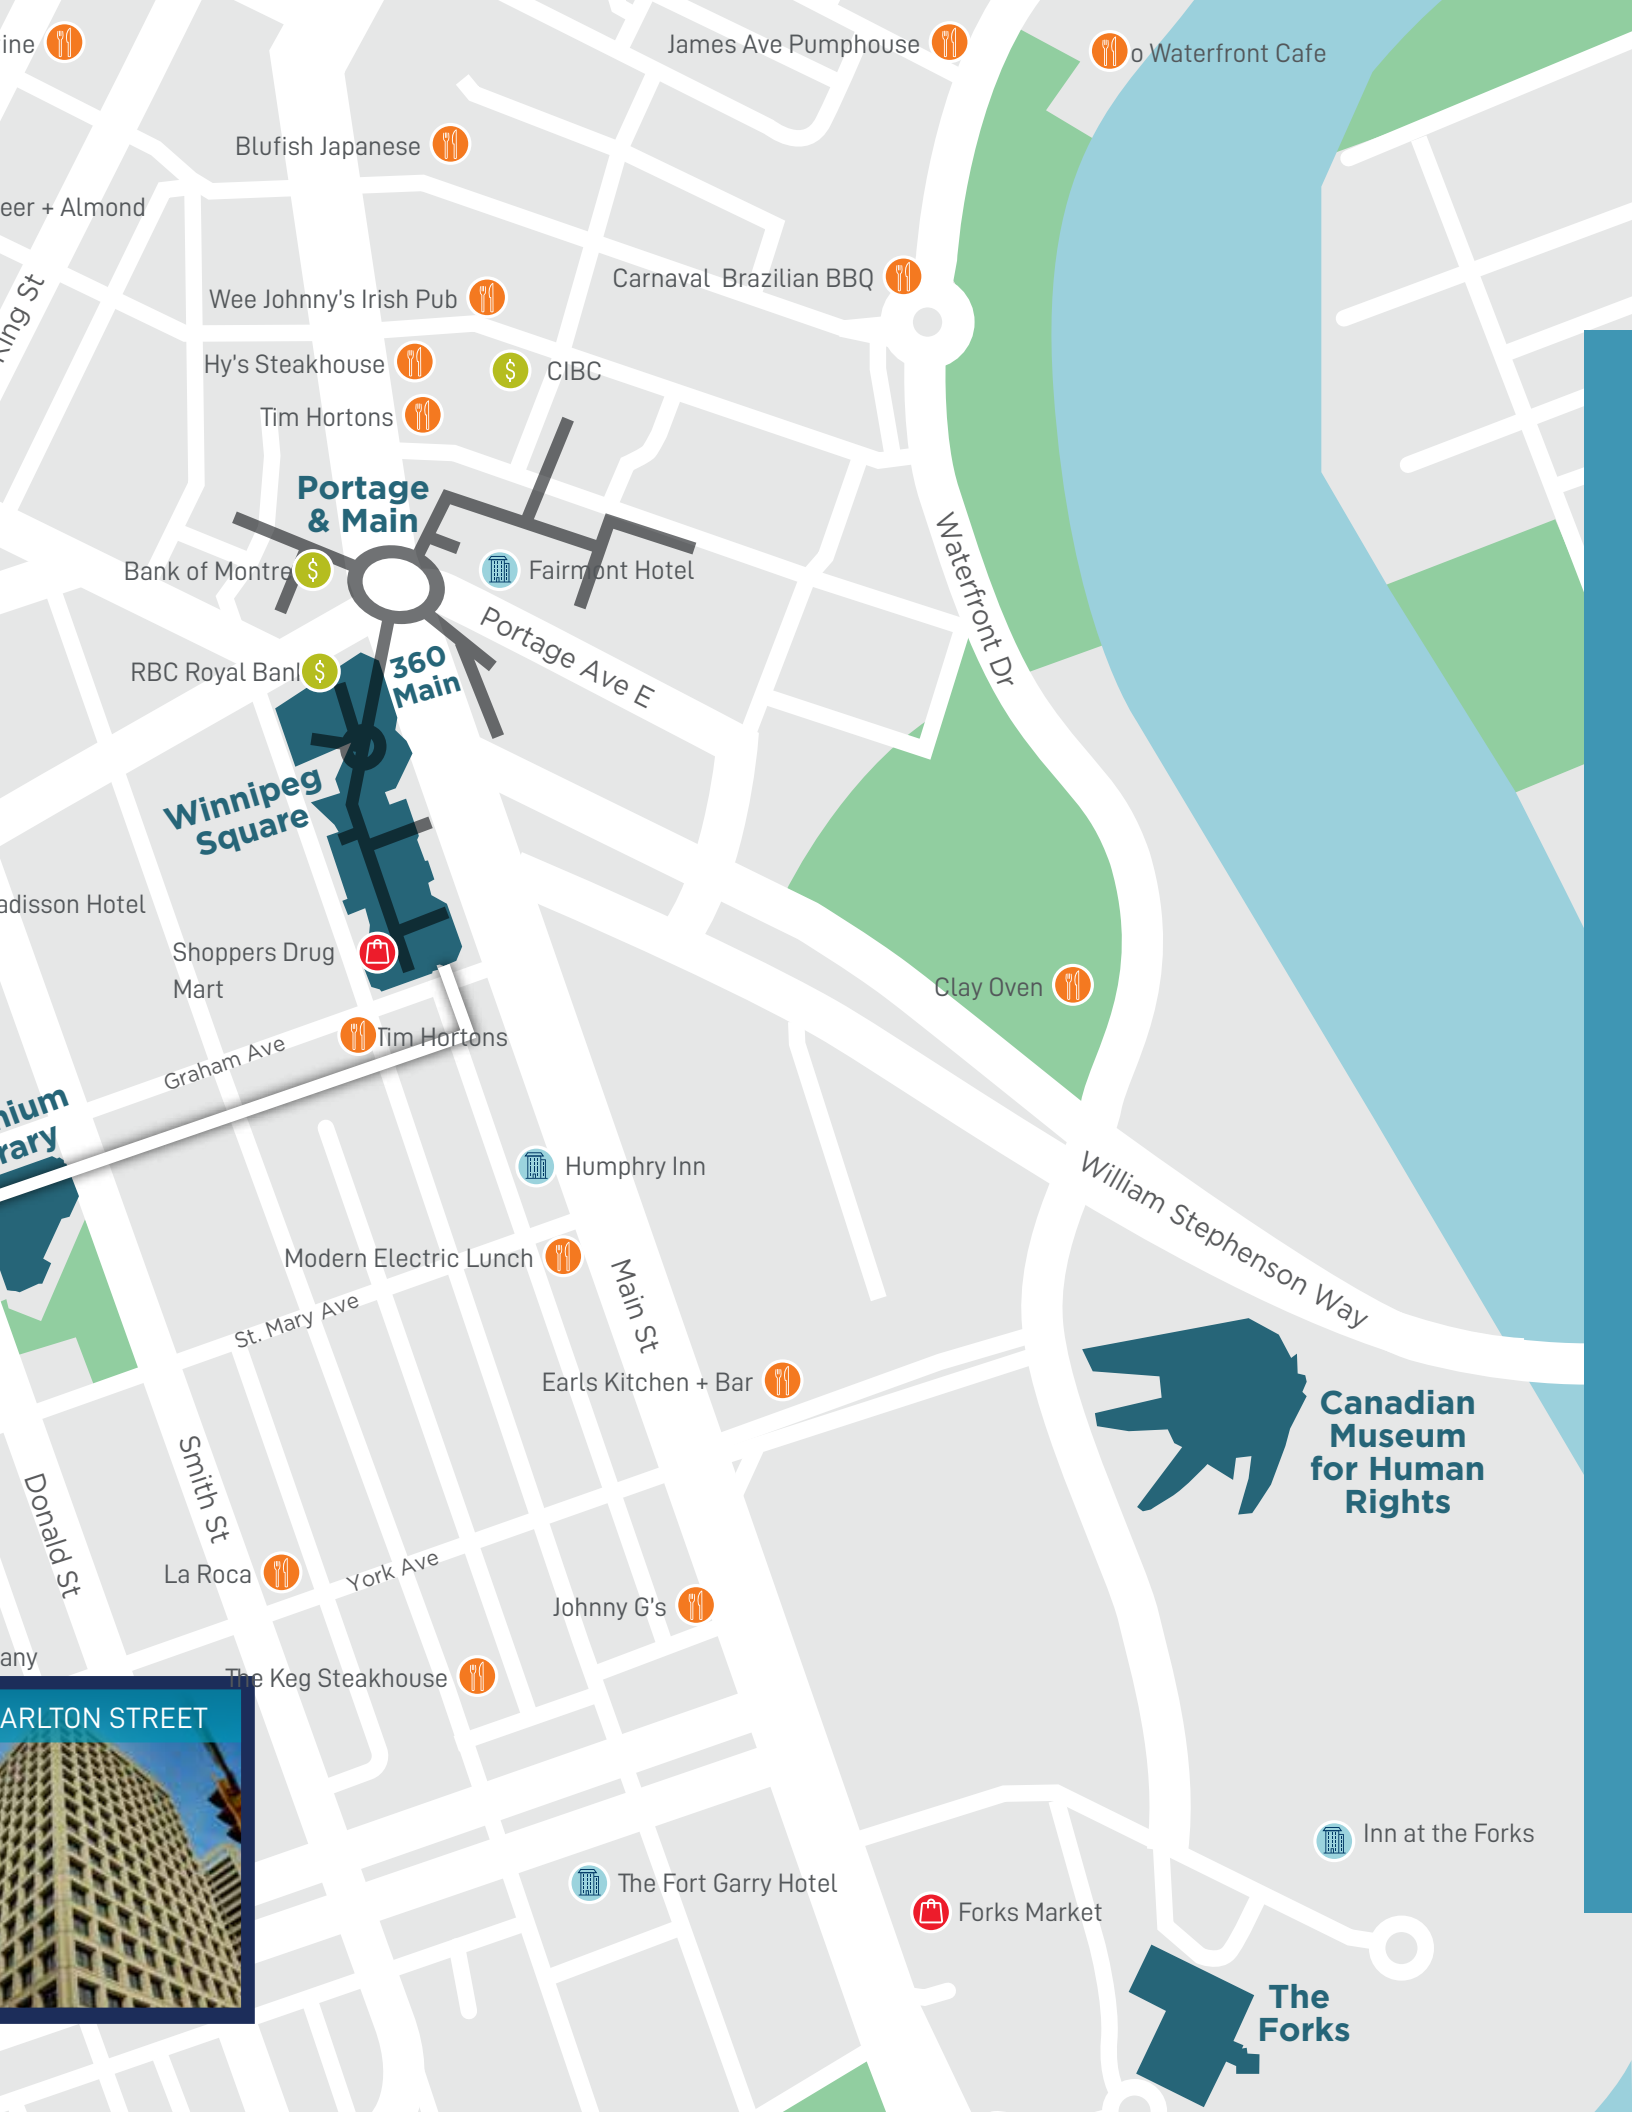 ine
James Ave Pumphouse
o Waterfront Cafe
Blufish Japanese
eer + Almond
Carnaval Brazilian BBQ
Wee Johnny's Irish Pub
King St
Hy's Steakhouse
CIBC
Tim Hortons
Portage
& Main
Bank of Montre
Fairmont Hotel
Waterfront Dr
Portage Ave E
RBC Royal Ban
360
Main
Winnipeg
Square
adisson Hotel
Shoppers Drug
Mart
Clay Oven
Tim Hortons
Graham Ave
nium
rary
Humphry Inn
William Stephenson Way
Modern Electric Lunch
Main St
St. Mary Ave
Earls Kitchen + Bar
Canadian
Museum
for Human
Rights
Smith St
Donald St
La Roca
York Ave
Johnny G's
any
The Keg Steakhouse
ARLTON STREET
Inn at the Forks
The Fort Garry Hotel
Forks Market
The
Forks